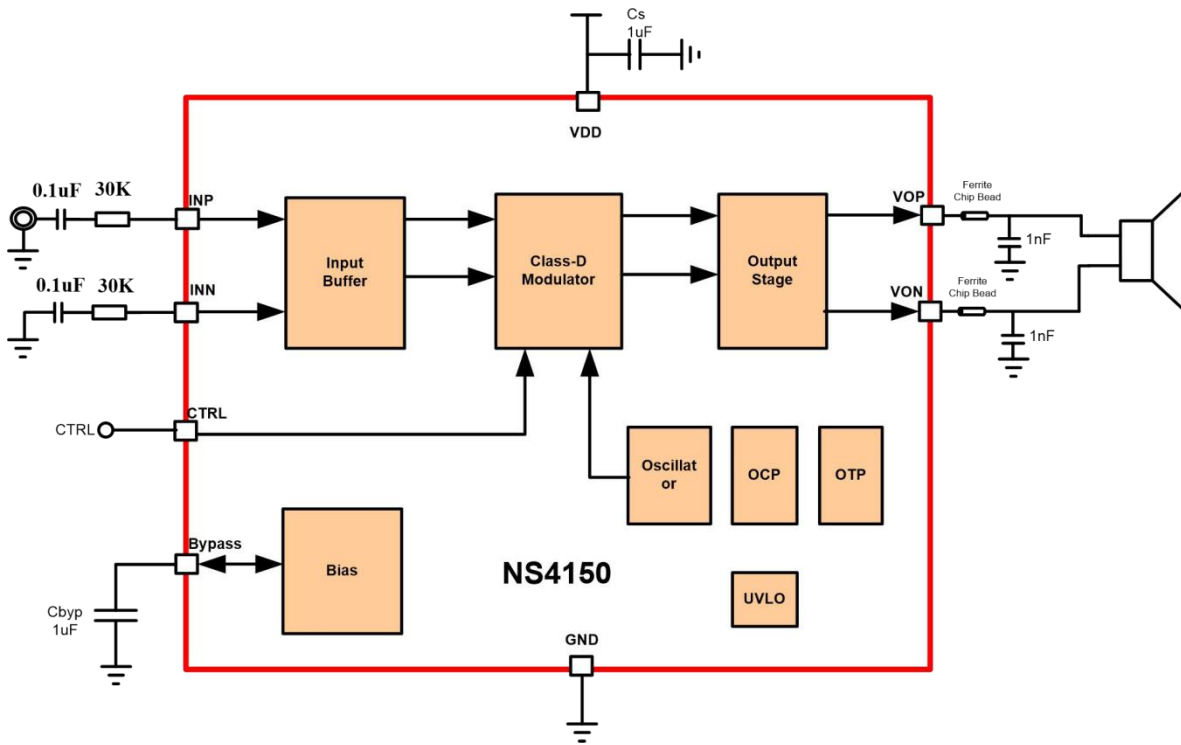 Cs
1uF
VDD
0.1uF 30K
INP
Input
Buffer
Class-D
Modulator
Output
Stage
VOP
Ferrite
Chip Bead
1nF
0.1uF 30K
INN
VON
Ferrite
Chip Bead
1nF
CTRL
CTRL
Oscillat
or
OCP
OTP
Bypass
Bias
Cbyp
1uF
NS4150
UVLO
GND